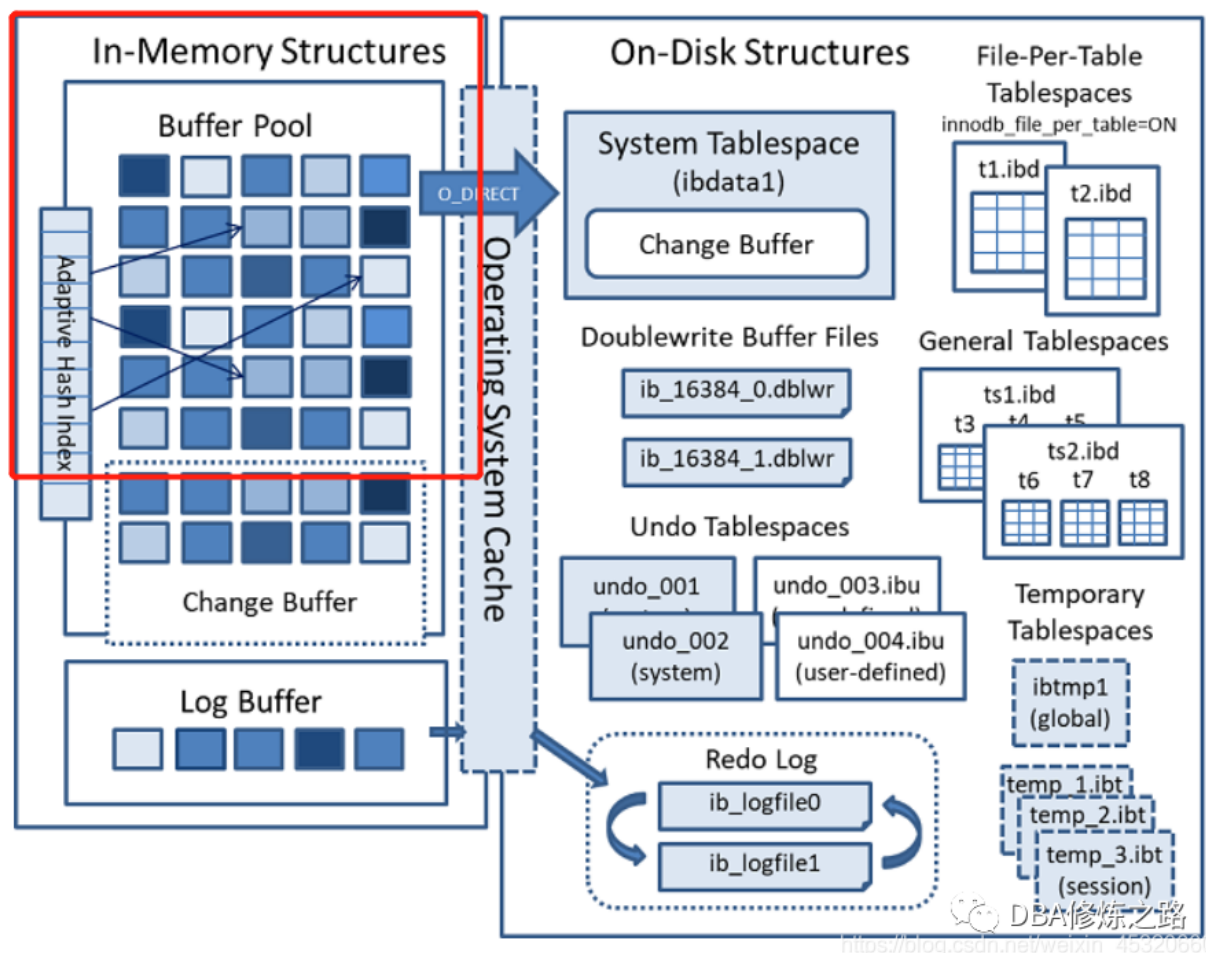 In-Memory Structures
Buffer Pool
Adaptive Hash Index
Change Buffer
Log Buffer
O_DIRECT
Operating System Cache
On-Disk Structures
System Tablespace
(ibdata1)
Change Buffer
Doublewrite Buffer Files
ib_16384_0.dblwr
ib_16384_1.dblwr
Undo Tablespaces
undo_001
undo_002
(system)
undo_003.ibu
undo_004.ibu
(user-defined)
Redo Log
ib_logfile0
ib_logfile1
File-Per-Table
Tablespaces
innodb_file_per_table=ON
t1.ibd
t2.ibd
General Tablespaces
ts1.ibd
t3 t4 t5
ts2.ibd
t6 t7 t8
Temporary
Tablespaces
ibtmp1
(global)
temp_1.ibt
temp_2.ibt
temp_3.ibt
(session)
DBA修炼之路